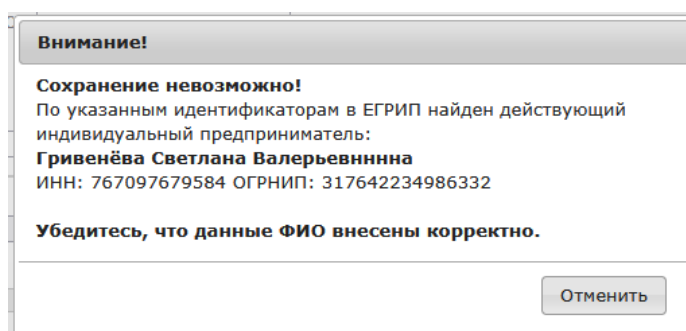 Внимание!
Сохранение невозможно!
По указанным идентификаторам в ЕГРИП найден действующий
индивидуальный предприниматель:
Гривенёва Светлана Валерьевнннна
ИНН: 767097679584 ОГРНИП: 317642234986332
Убедитесь, что данные ФИО внесены корректно.
Отменить